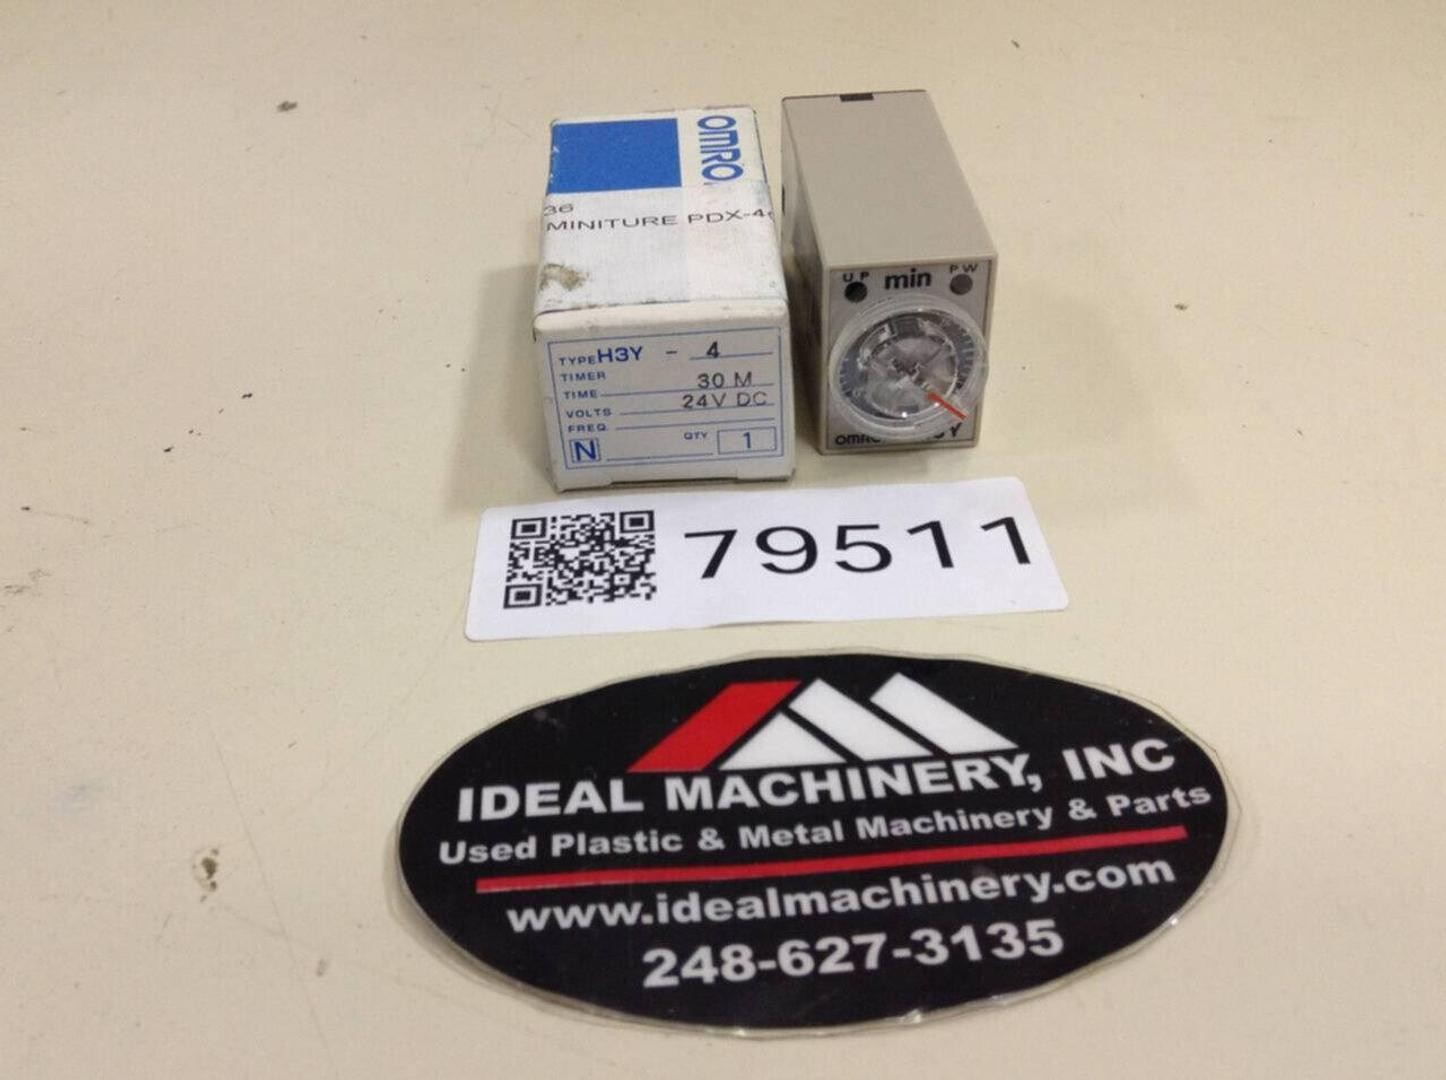 OMRO
36
MINITURE PDX-4
TYPE H3Y - 4
TIMER
TIME 30 M
VOLTS 24V DC
FREQ.
N QTY 1
UP min PW
OMRO
Y
79511
IDEAL MACHINERY, INC
Used Plastic & Metal Machinery & Parts
www.idealmachinery.com
248-627-3135